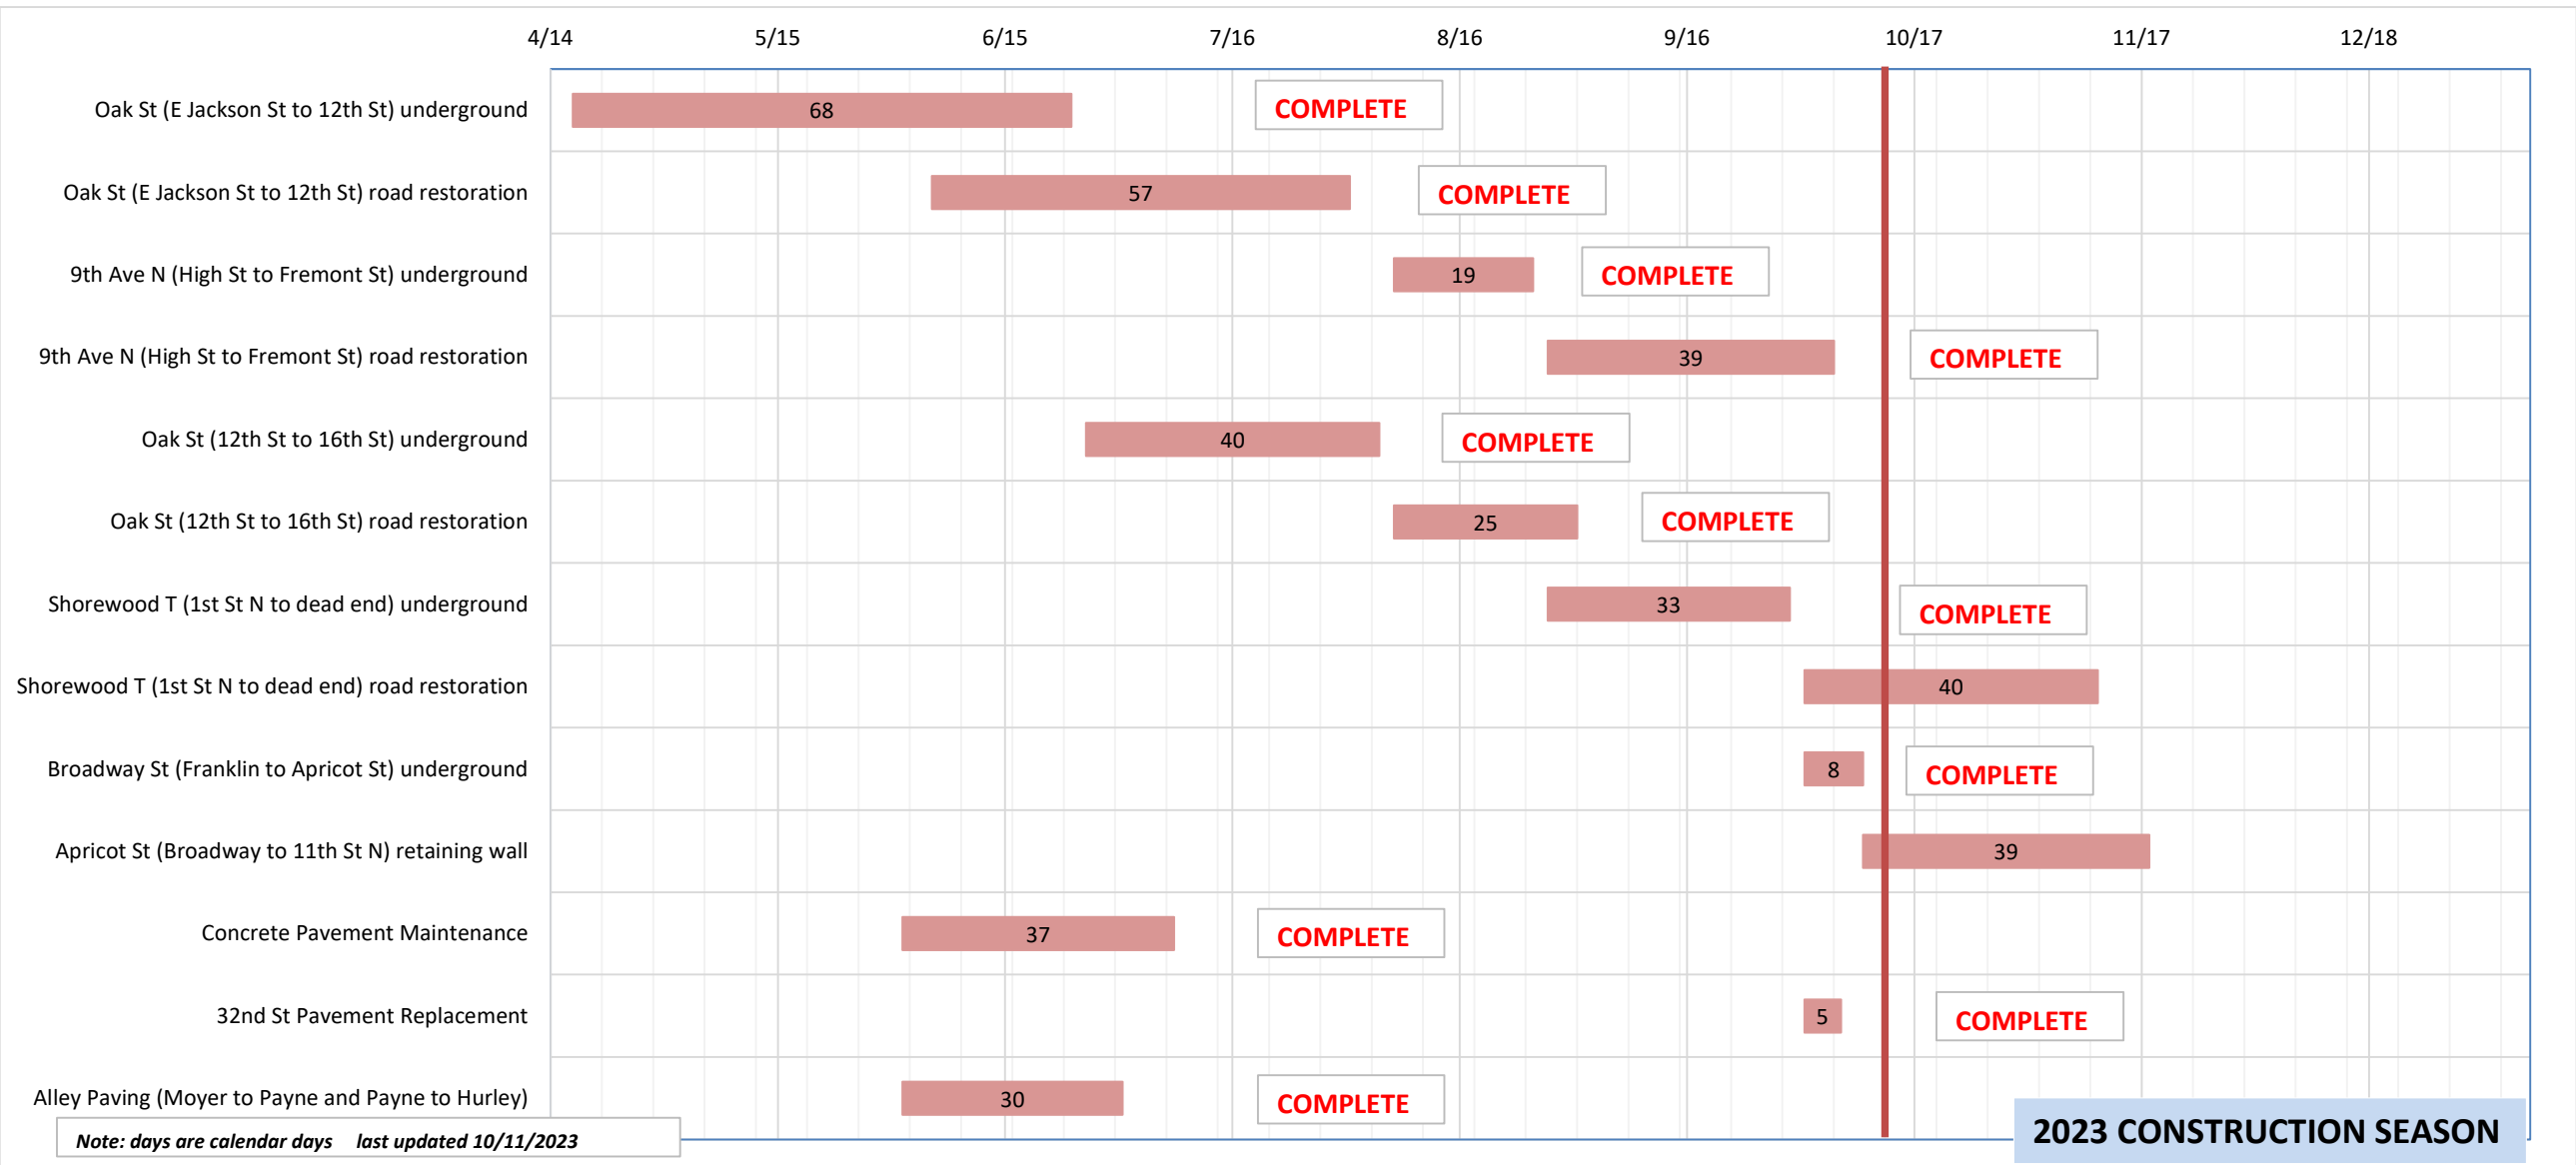 4/14 5/15 6/15 7/16 8/16 9/16 10/17 11/17 12/18
Oak St (E Jackson St to 12th St) underground 68 COMPLETE
Oak St (E Jackson St to 12th St) road restoration 57 COMPLETE
9th Ave N (High St to Fremont St) underground 19 COMPLETE
9th Ave N (High St to Fremont St) road restoration 39 COMPLETE
Oak St (12th St to 16th St) underground 40 COMPLETE
Oak St (12th St to 16th St) road restoration 25 COMPLETE
Shorewood T (1st St N to dead end) underground 33 COMPLETE
Shorewood T (1st St N to dead end) road restoration 40
Broadway St (Franklin to Apricot St) underground 8 COMPLETE
Apricot St (Broadway to 11th St N) retaining wall 39
Concrete Pavement Maintenance 37 COMPLETE
32nd St Pavement Replacement 5 COMPLETE
Alley Paving (Moyer to Payne and Payne to Hurley) 30 COMPLETE
Note: days are calendar days last updated 10/11/2023
2023 CONSTRUCTION SEASON